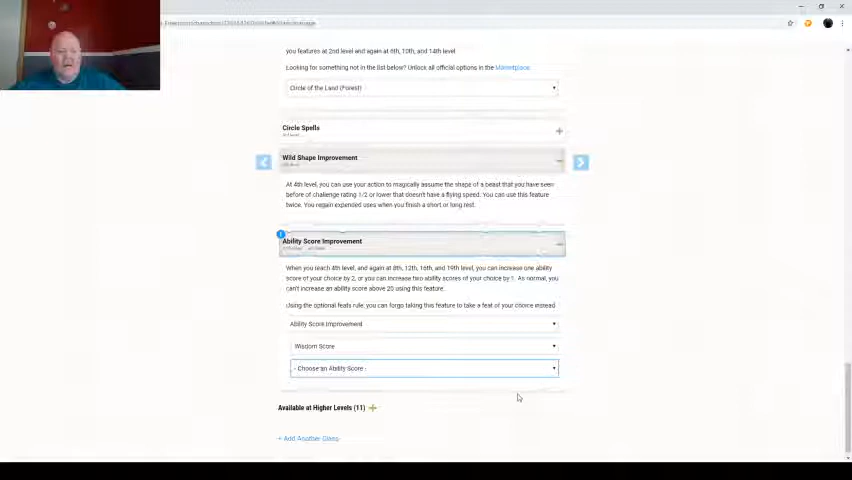 you features at 2nd level and again at 6th, 10th, and 14th level
Looking for something not in the list below? Unlock all official options in the Marketplace.
Circle of the Land (Forest)
Circle Spells
Wild Shape Improvement
At 4th level, you can use your action to magically assume the shape of a beast that you have seen
before of challenge rating 1/2 or lower that doesn't have a flying speed. You can use this feature
twice. You regain expended uses when you finish a short or long rest.
Ability Score Improvement
When you reach 4th level, and again at 8th, 12th, 16th, and 19th level, you can increase one ability
score of your choice by 2, or you can increase two ability scores of your choice by 1. As normal, you
can't increase an ability score above 20 using this feature.
Using the optional feats rule, you can forgo taking this feature to take a feat of your choice instead.
Ability Score Improvement
Wisdom Score
- Choose an Ability Score -
Available at Higher Levels (11)
+ Add Another Class